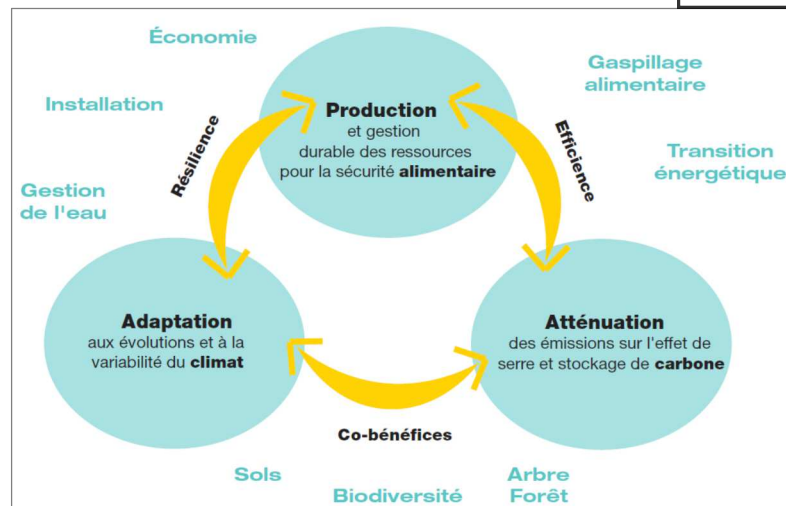 Économie
Gaspillage
alimentaire
Installation
Production
et gestion
durable des ressources
pour la sécurité alimentaire
Résilience
Efficience
Transition
énergétique
Gestion
de l'eau
Adaptation
aux évolutions et à la
variabilité du climat
Atténuation
des émissions sur l'effet de
serre et stockage de carbone
Co-bénéfices
Sols
Biodiversité
Arbre
Forêt